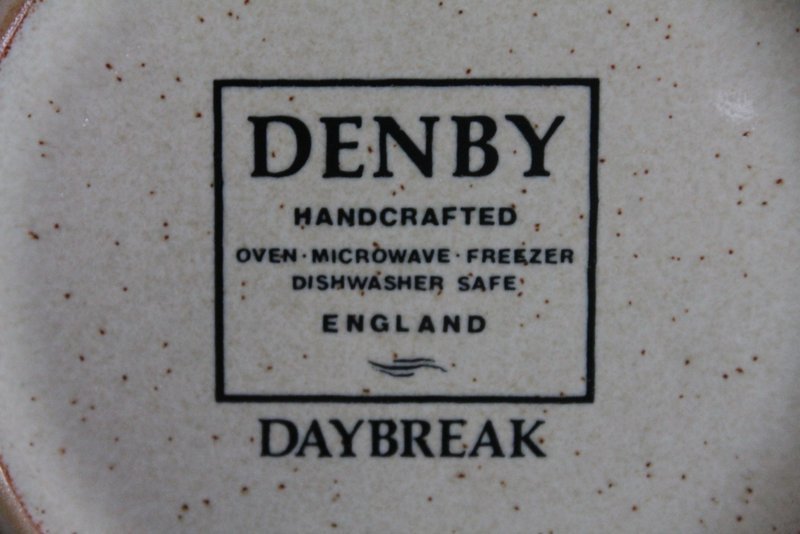 DENBY
HANDCRAFTED
OVEN · MICROWAVE · FREEZER
DISHWASHER SAFE
ENGLAND
DAYBREAK